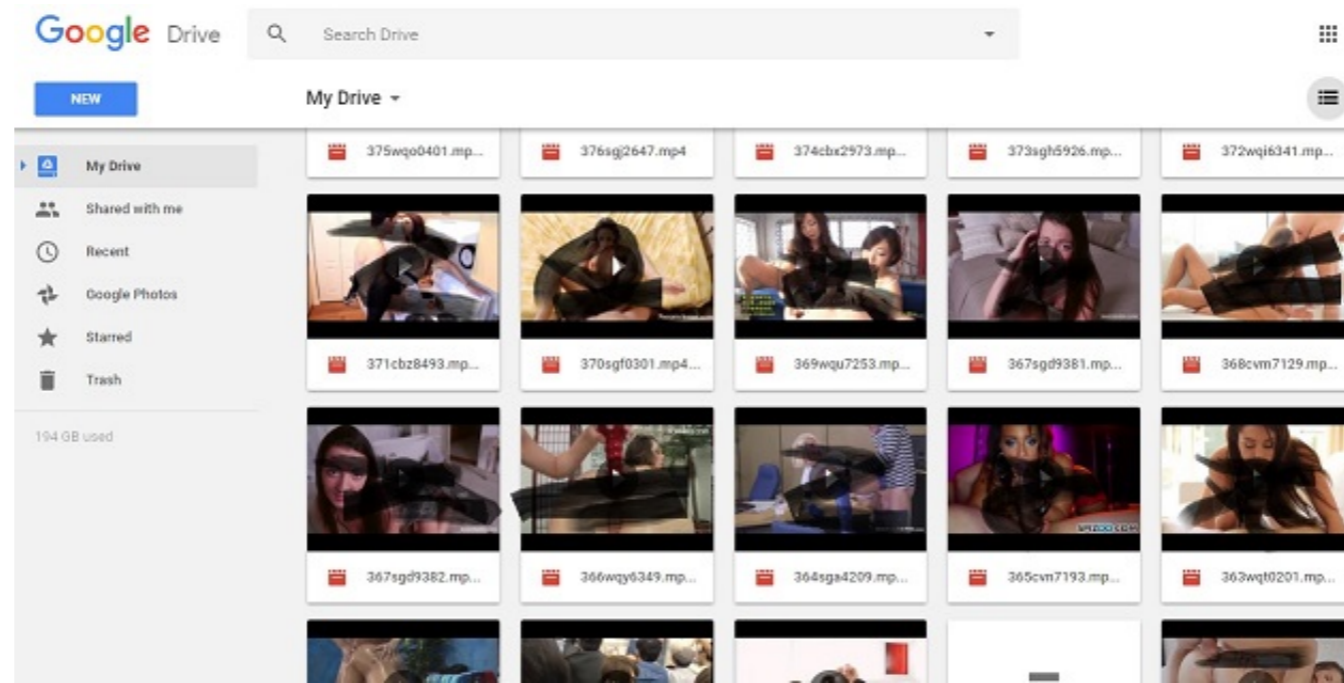 Google Drive
Search Drive
NEW
My Drive
My Drive
Shared with me
Recent
Google Photos
Starred
Trash
194 GB used
375wqo0401.mp...
376sgj2647.mp4
374cbx2973.mp...
373sgh5926.mp...
372wqi6341.mp...
371cbz8493.mp...
370sgf0301.mp4...
369wqu7253.mp...
367sgd9381.mp...
368cvm7129.mp...
SPIZOO.COM
367sgd9382.mp...
366wqy6349.mp...
364sga4209.mp...
365cvn7193.mp...
363wqt0201.mp...